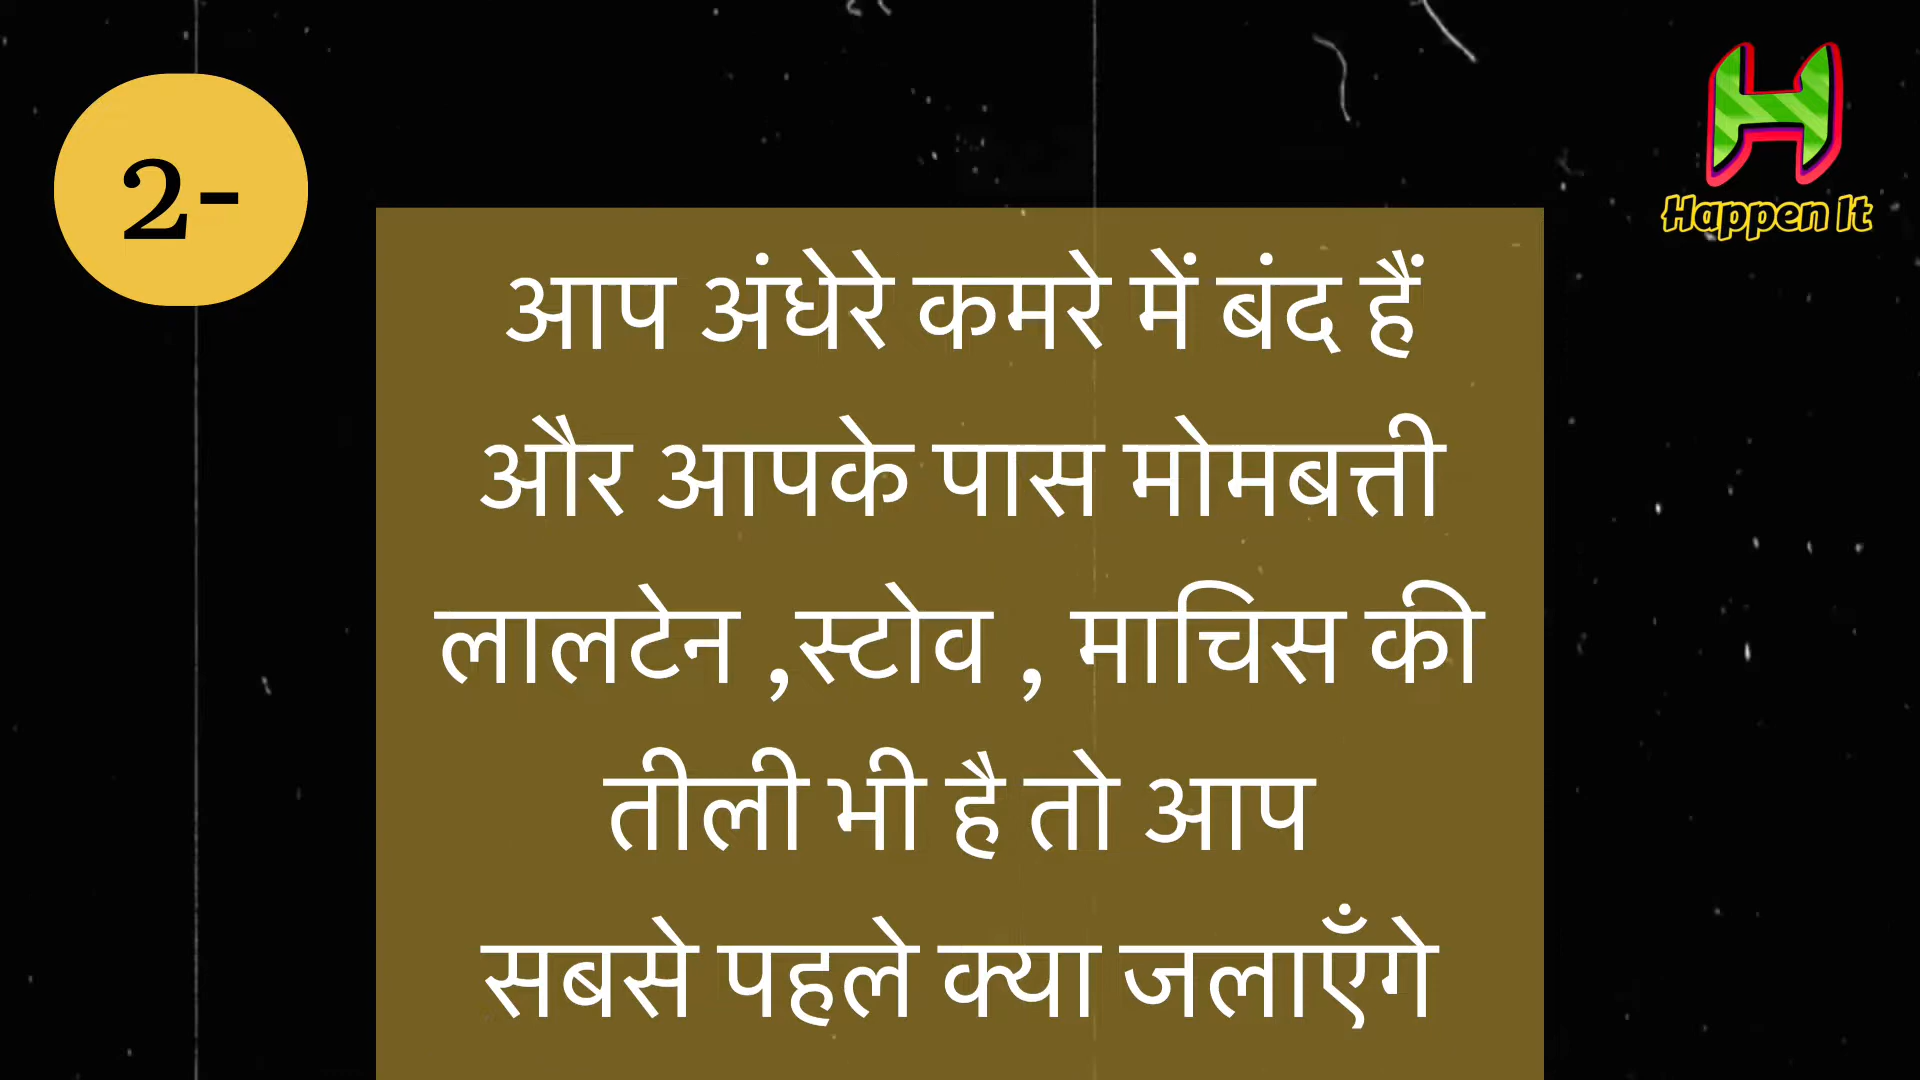 2-
H
Happen It
आप अंधेरे कमरे में बंद हैं
और आपके पास मोमबत्ती
लालटेन ,स्टोव , माचिस की
तीली भी है तो आप
सबसे पहले क्या जलाएँगे